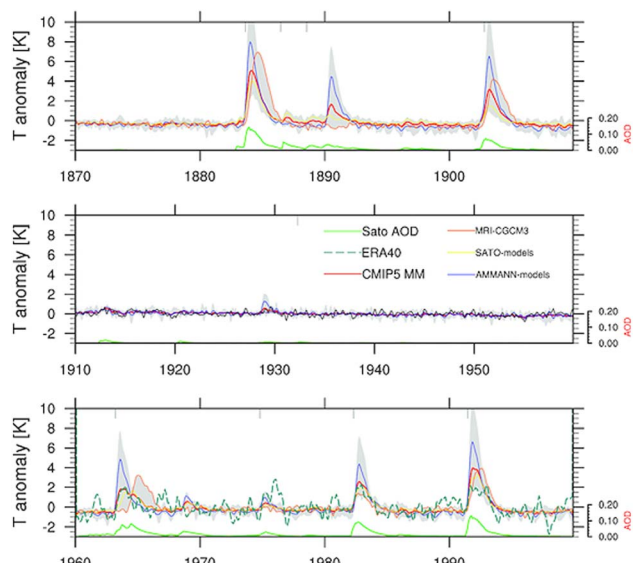 10
8
6
4
2
0
-2
T anomaly [K]
0.20
0.10
0.00
AOD
1870 1880 1890 1900
10
8
6
4
2
0
-2
T anomaly [K]
Sato AOD MRI-CGCM3
ERA40 SATO-models
CMIP5 MM AMMANN-models
0.20
0.10
0.00
AOD
1910 1920 1930 1940 1950
10
8
6
4
2
0
-2
T anomaly [K]
0.20
0.10
0.00
AOD
1960 1970 1980 1990